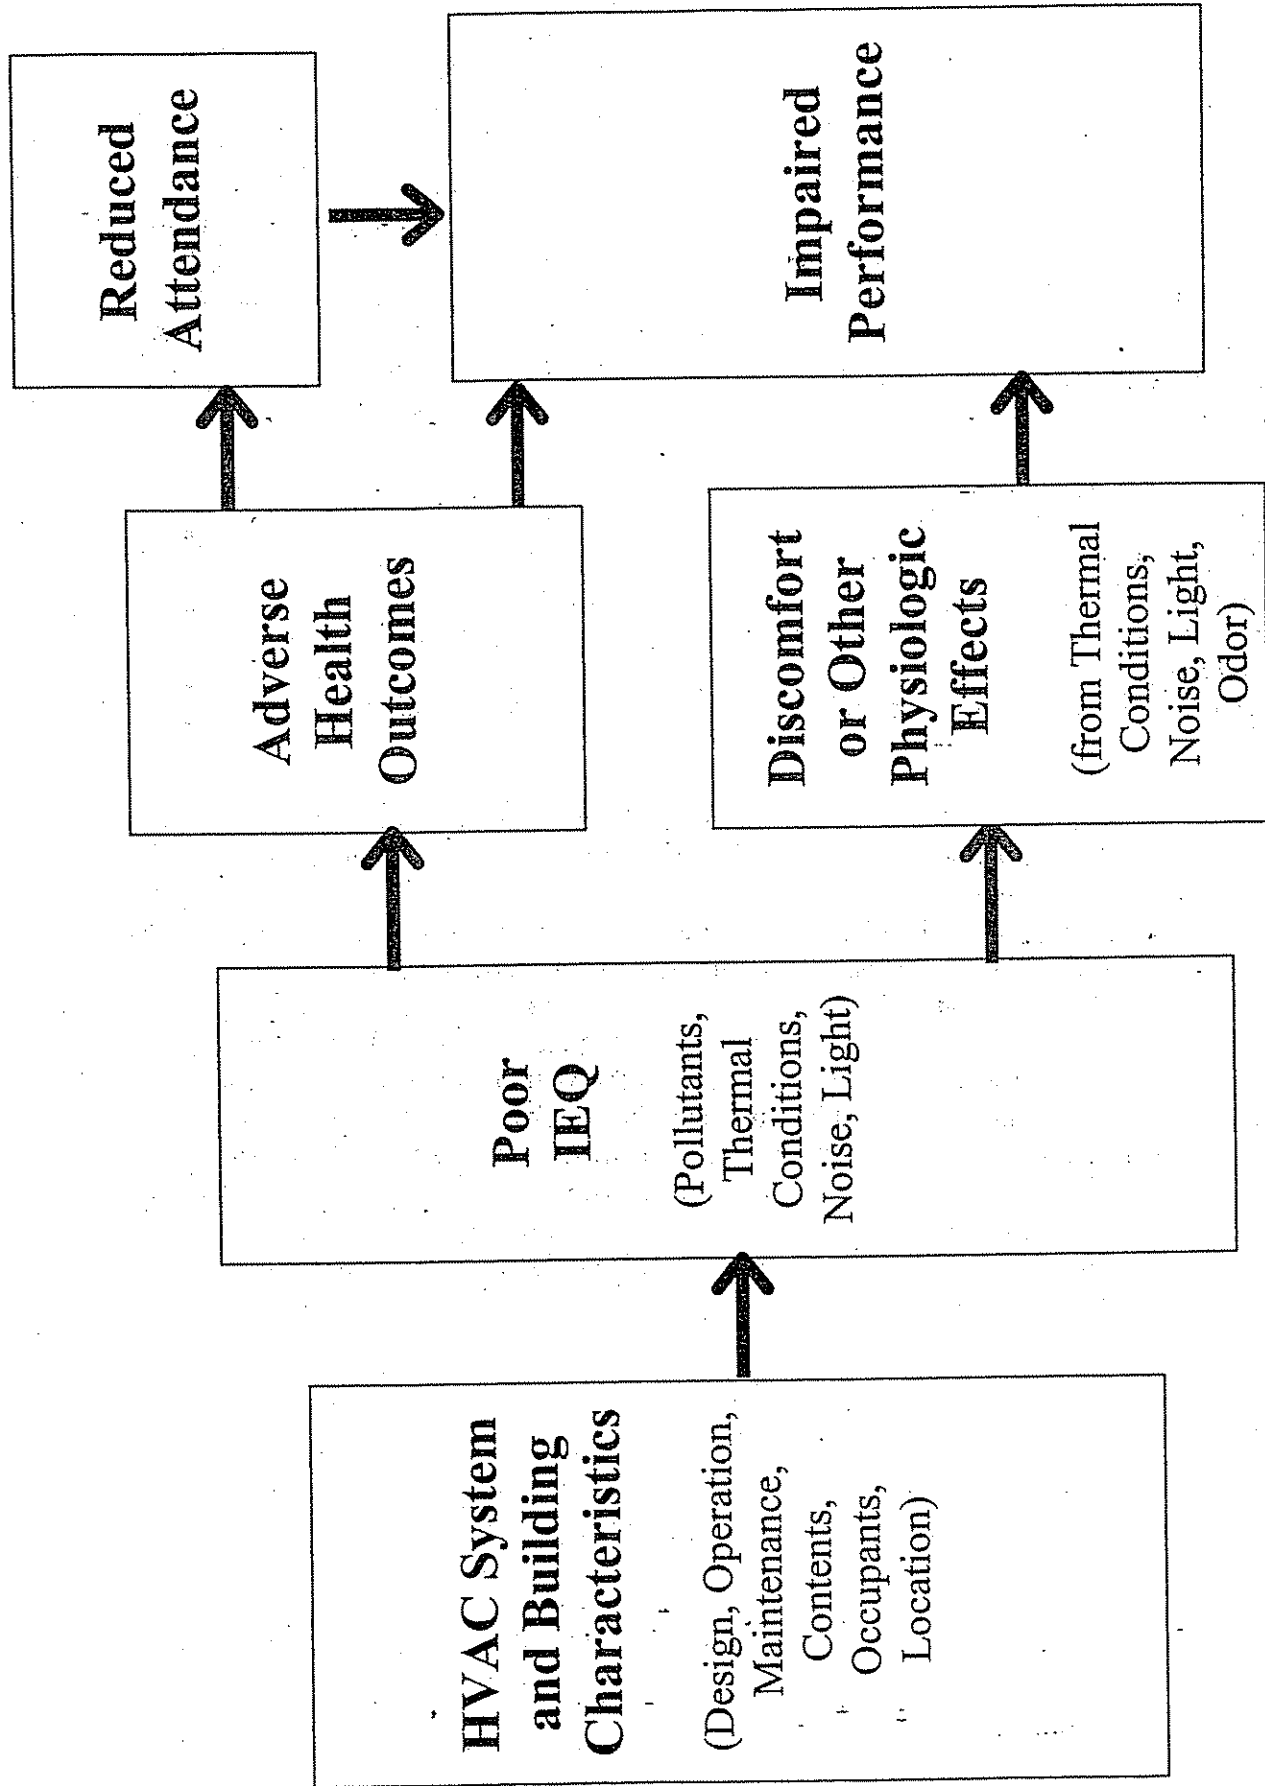 HVAC System
and Building
Characteristics
(Design, Operation,
Maintenance,
Contents,
Occupants,
Location)
Poor
IEQ
(Pollutants,
Thermal
Conditions,
Noise, Light)
Adverse
Health
Outcomes
Discomfort
or Other
Physiologic
Effects
(from Thermal
Conditions,
Noise, Light,
Odor)
Reduced
Attendance
Impaired
Performance